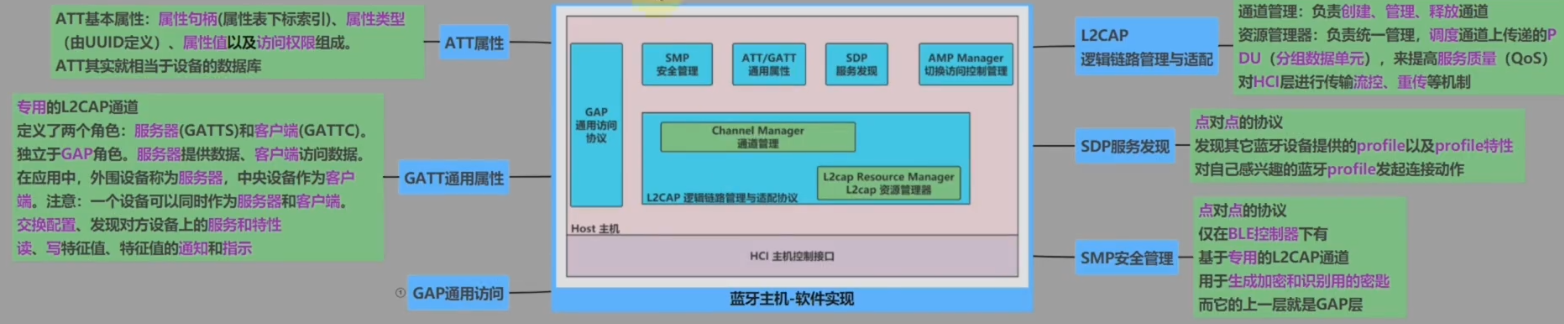 ATT基本属性：属性句柄(属性表下标索引)、属性类型
（由UUID定义）、属性值以及访问权限组成。
ATT其实就相当于设备的数据库
ATT属性
专用的L2CAP通道
定义了两个角色：服务器(GATTS)和客户端(GATTC)。
独立于GAP角色。服务器提供数据、客户端访问数据。
在应用中，外围设备称为服务器，中央设备作为客户
端。注意：一个设备可以同时作为服务器和客户端。
交换配置、发现对方设备上的服务和特性
读、写特征值、特征值的通知和指示
GATT通用属性
① GAP通用访问
GAP
通用访问
协议
SMP
安全管理
ATT/GATT
通用属性
SDP
服务发现
AMP Manager
切换访问控制管理
Channel Manager
通道管理
L2cap Resource Manager
L2cap 资源管理器
L2CAP 逻辑链路管理与适配协议
Host 主机
HCI 主机控制接口
蓝牙主机-软件实现
L2CAP
逻辑链路管理与适配
通道管理：负责创建、管理、释放通道
资源管理器：负责统一管理，调度通道上传递的P
DU（分组数据单元），来提高服务质量（QoS）
对HCI层进行传输流控、重传等机制
SDP服务发现
点对点的协议
发现其它蓝牙设备提供的profile以及profile特性
对自己感兴趣的蓝牙profile发起连接动作
SMP安全管理
点对点的协议
仅在BLE控制器下有
基于专用的L2CAP通道
用于生成加密和识别用的密匙
而它的上一层就是GAP层